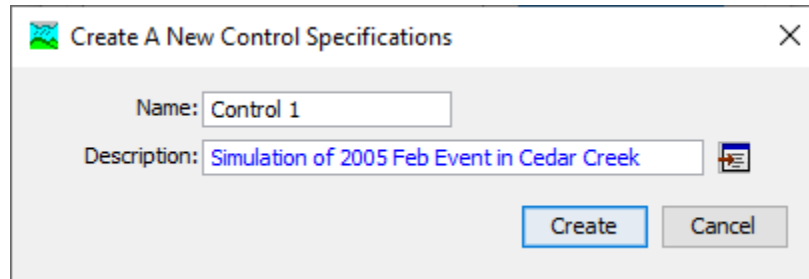 Create A New Control Specifications
Name: Control 1
Description: Simulation of 2005 Feb Event in Cedar Creek
Create Cancel